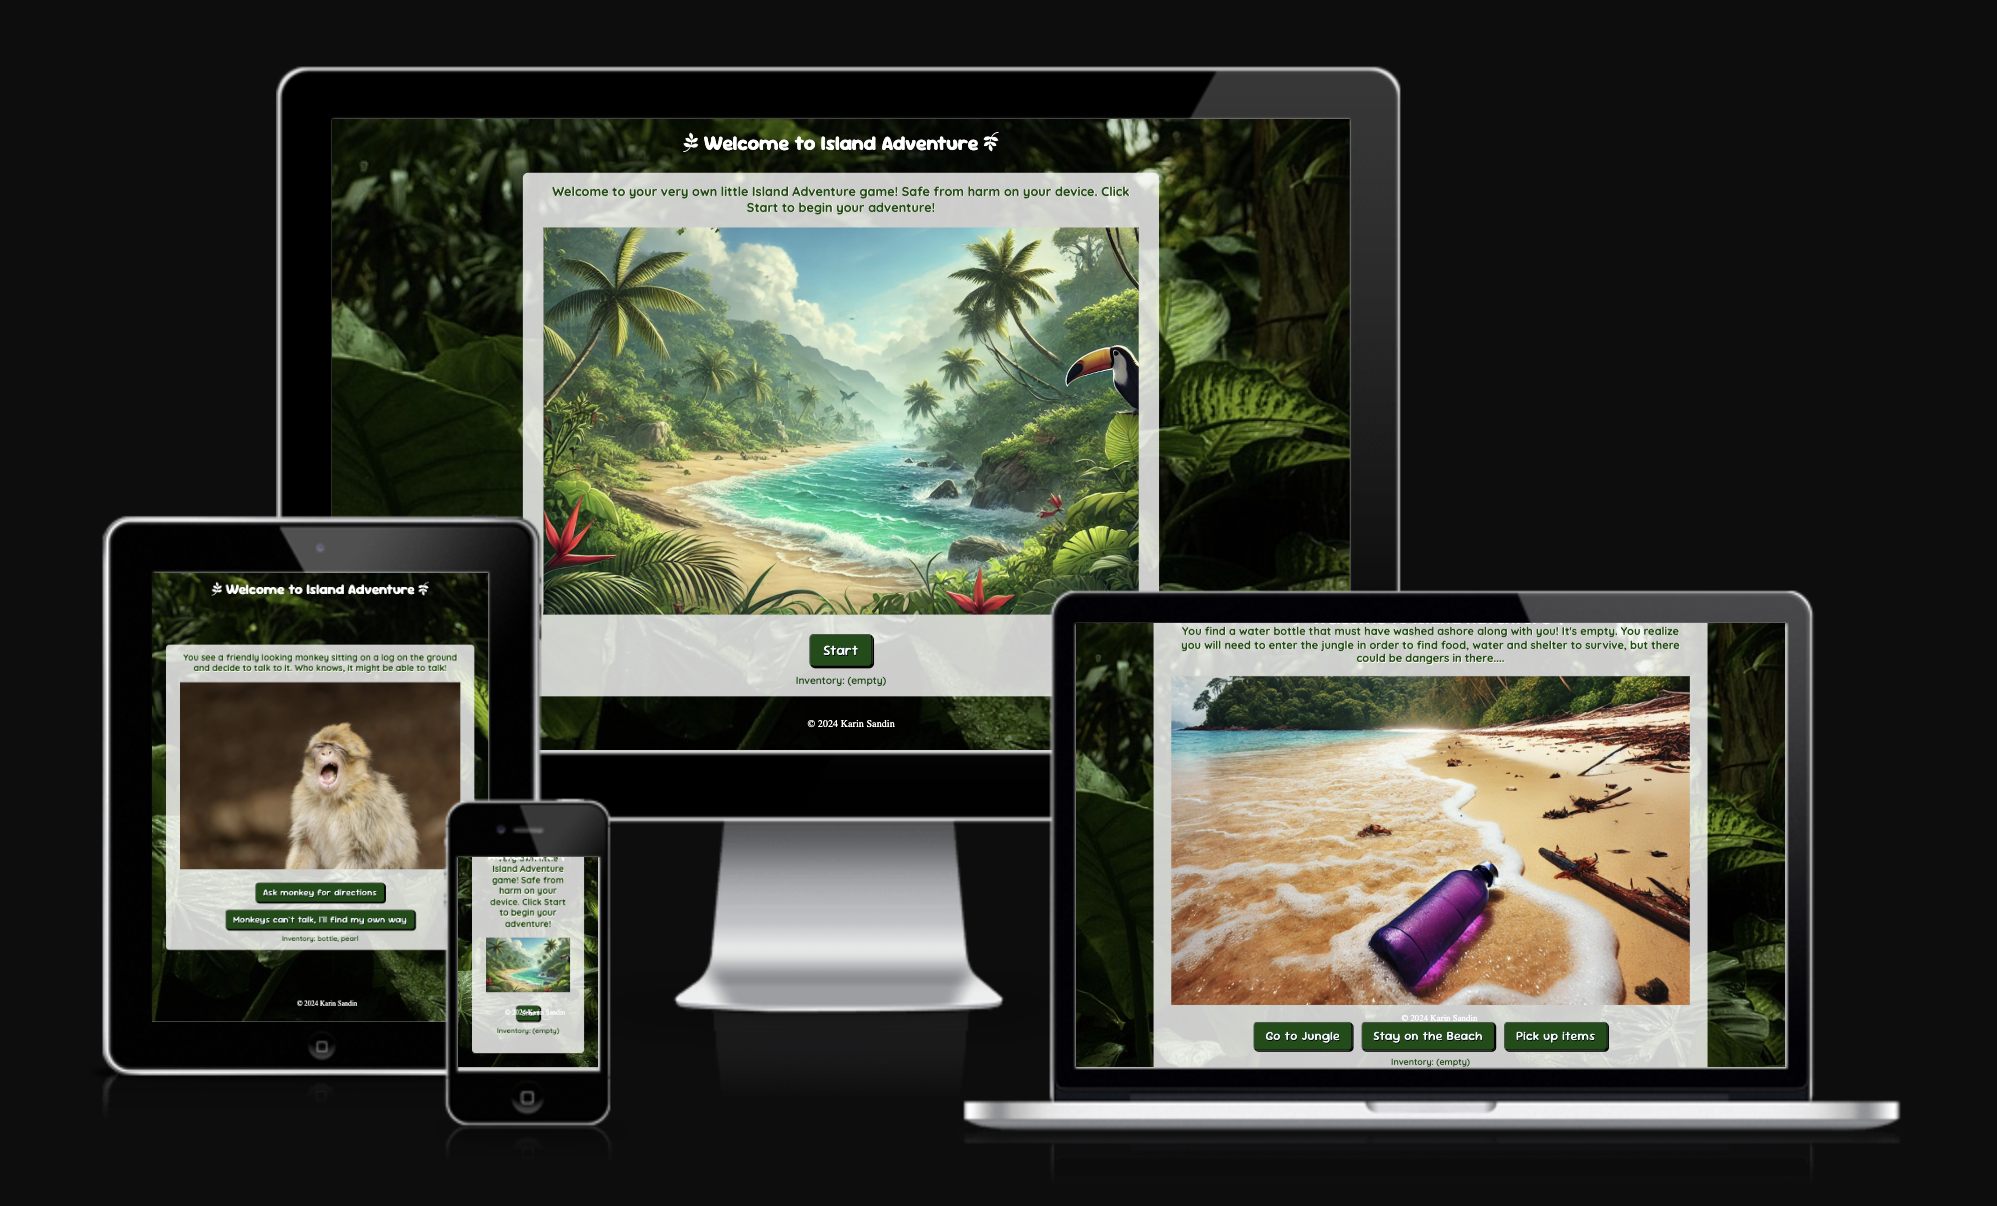 Welcome to Island Adventure
Welcome to your very own little Island Adventure game! Safe from harm on your device. Click
Start to begin your adventure!
Start
Inventory: (empty)
© 2024 Karin Sandin
Welcome to Island Adventure
You see a friendly looking monkey sitting on a log on the ground
and decide to talk to it. Who knows, it might be able to talk!
Ask monkey for directions
Monkeys can't talk, I'll find my own way
Inventory: bottle, pearl
© 2024 Karin Sandin
very own little
Island Adventure
game! Safe from
harm on your
device. Click Start
to begin your
adventure!
© 2024 Karin Sandin
Inventory: (empty)
You find a water bottle that must have washed ashore along with you! It's empty. You realize
you will need to enter the jungle in order to find food, water and shelter to survive, but there
could be dangers in there....
© 2024 Karin Sandin
Go to Jungle
Stay on the Beach
Pick up items
Inventory: (empty)